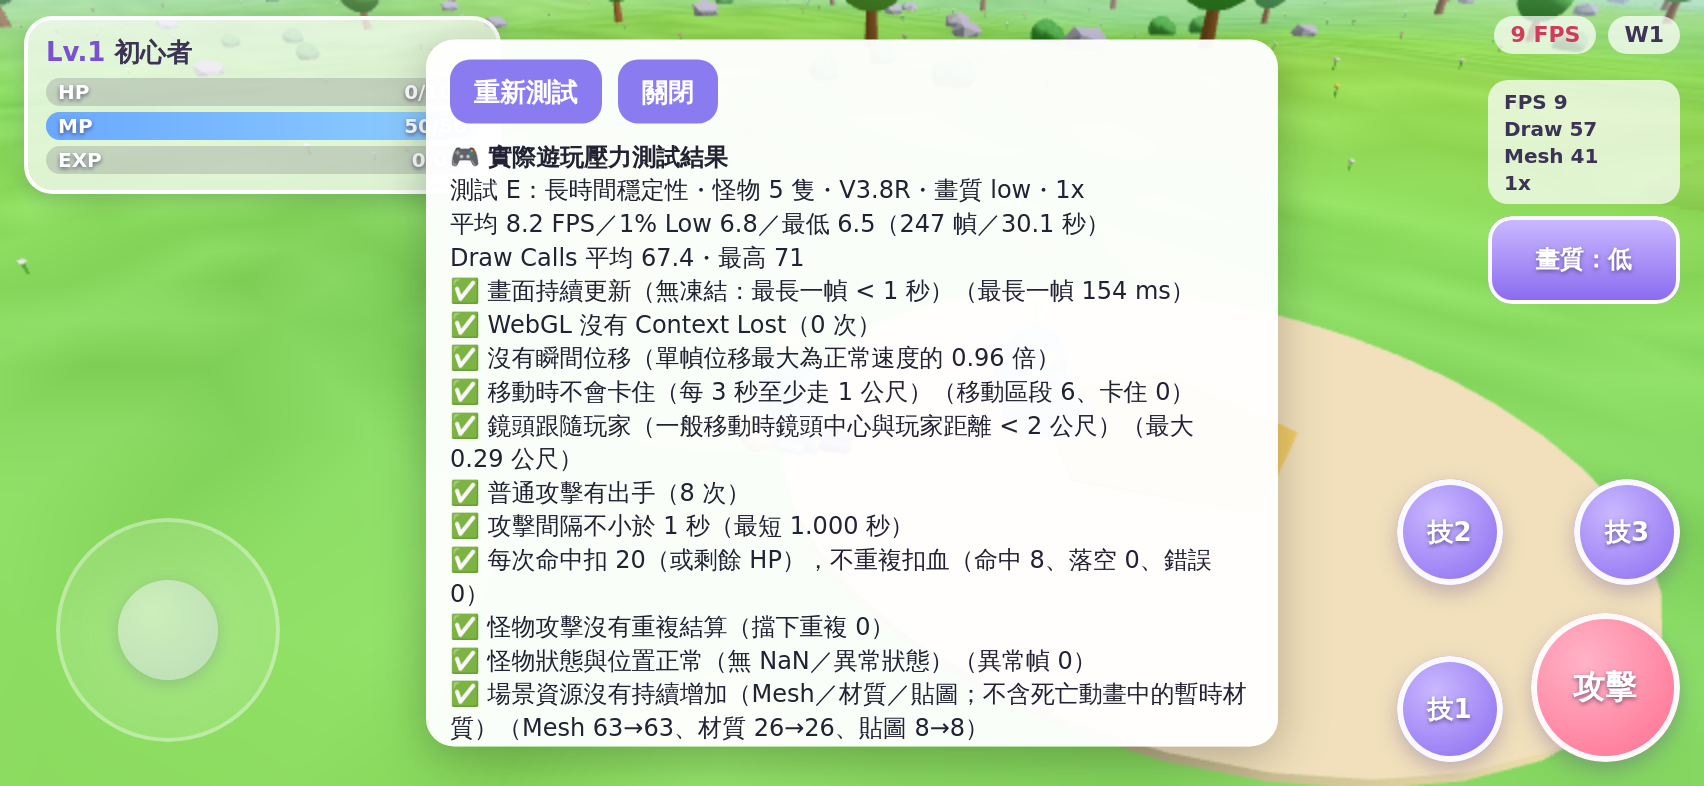 Lv.1 初心者
HP 0/
MP 50/50
EXP 0
重新測試
關閉
🎮 實際遊玩壓力測試結果
測試 E：長時間穩定性・怪物 5 隻・V3.8R・畫質 low・1x
平均 8.2 FPS／1% Low 6.8／最低 6.5（247 幀／30.1 秒）
Draw Calls 平均 67.4・最高 71
✅ 畫面持續更新（無凍結：最長一幀 < 1 秒）（最長一幀 154 ms）
✅ WebGL 沒有 Context Lost（0 次）
✅ 沒有瞬間位移（單幀位移最大為正常速度的 0.96 倍）
✅ 移動時不會卡住（每 3 秒至少走 1 公尺）（移動區段 6、卡住 0）
✅ 鏡頭跟隨玩家（一般移動時鏡頭中心與玩家距離 < 2 公尺）（最大
0.29 公尺）
✅ 普通攻擊有出手（8 次）
✅ 攻擊間隔不小於 1 秒（最短 1.000 秒）
✅ 每次命中扣 20（或剩餘 HP），不重複扣血（命中 8、落空 0、錯誤
0）
✅ 怪物攻擊沒有重複結算（擋下重複 0）
✅ 怪物狀態與位置正常（無 NaN／異常狀態）（異常幀 0）
✅ 場景資源沒有持續增加（Mesh／材質／貼圖；不含死亡動畫中的暫時材
質）（Mesh 63→63、材質 26→26、貼圖 8→8）
9 FPS
W1
FPS 9
Draw 57
Mesh 41
1x
畫質：低
技2
技3
技1
攻擊